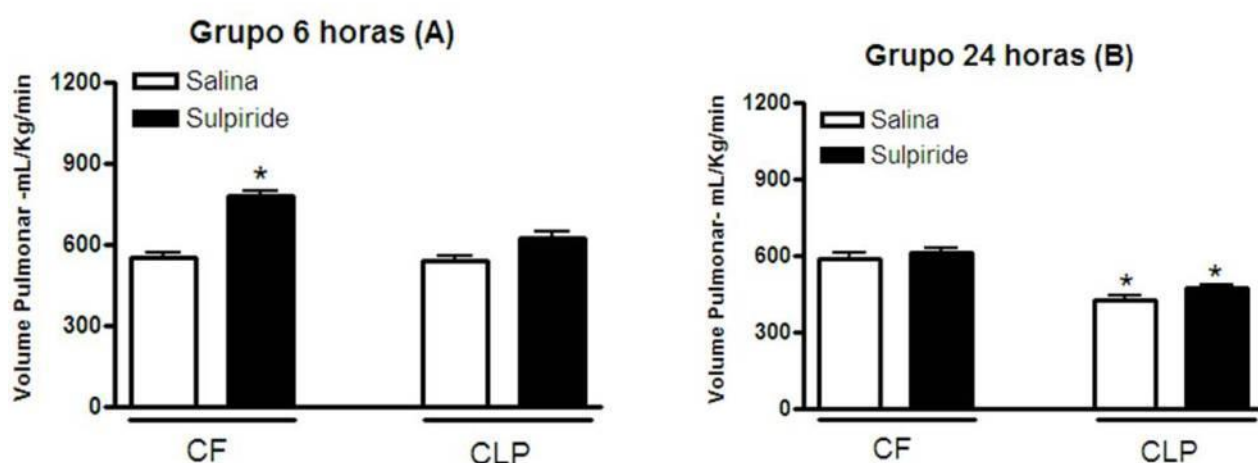 Grupo 6 horas (A)
Volume Pulmonar -mL/Kg/min
1200
900
600
300
0
Salina
Sulpiride
*
CF
CLP
Grupo 24 horas (B)
Volume Pulmonar- mL/Kg/min
1200
900
600
300
0
Salina
Sulpiride
*
*
CF
CLP